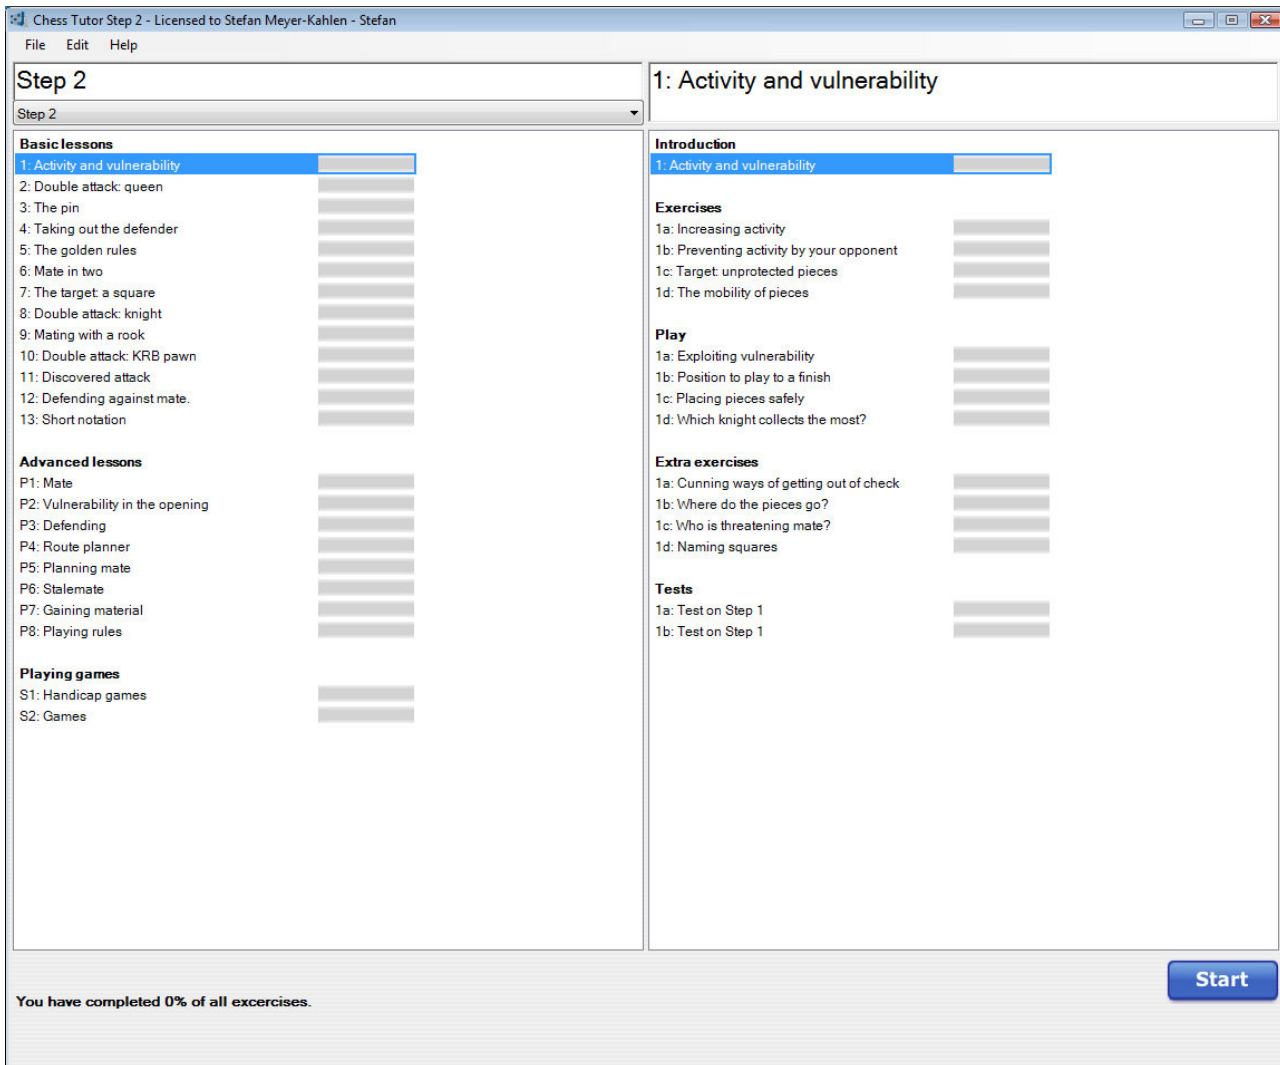 Chess Tutor Step 2 - Licensed to Stefan Meyer-Kahlen - Stefan
File Edit Help
Step 2
Step 2
Basic lessons
1: Activity and vulnerability
2: Double attack: queen
3: The pin
4: Taking out the defender
5: The golden rules
6: Mate in two
7: The target: a square
8: Double attack: knight
9: Mating with a rook
10: Double attack: KRB pawn
11: Discovered attack
12: Defending against mate.
13: Short notation
Advanced lessons
P1: Mate
P2: Vulnerability in the opening
P3: Defending
P4: Route planner
P5: Planning mate
P6: Stalemate
P7: Gaining material
P8: Playing rules
Playing games
S1: Handicap games
S2: Games
1: Activity and vulnerability
Introduction
1: Activity and vulnerability
Exercises
1a: Increasing activity
1b: Preventing activity by your opponent
1c: Target: unprotected pieces
1d: The mobility of pieces
Play
1a: Exploiting vulnerability
1b: Position to play to a finish
1c: Placing pieces safely
1d: Which knight collects the most?
Extra exercises
1a: Cunning ways of getting out of check
1b: Where do the pieces go?
1c: Who is threatening mate?
1d: Naming squares
Tests
1a: Test on Step 1
1b: Test on Step 1
Start
You have completed 0% of all excercises.